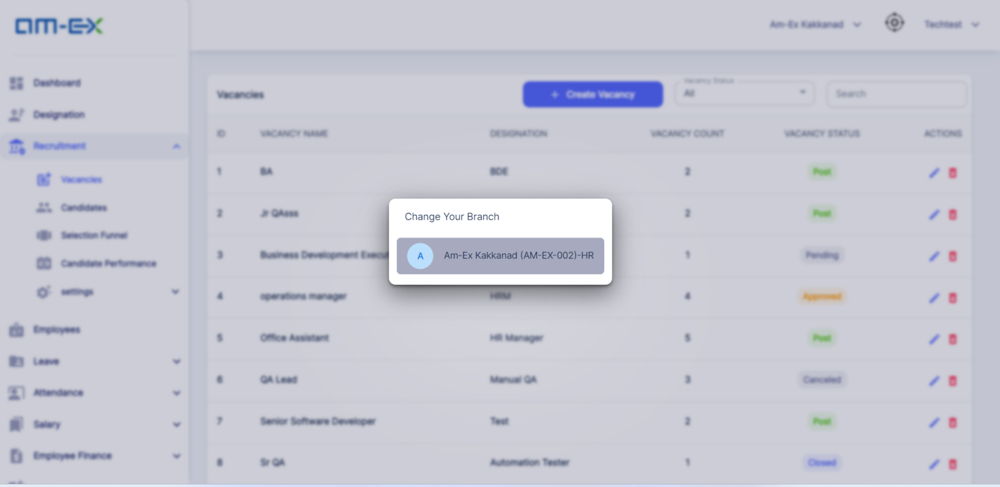 am-EX
Am-Ex Kakkanad
Techtest
Dashboard
Designation
Recruitment
Vacancies
Candidates
Selection Funnel
Candidate Performance
settings
Employees
Leave
Attendance
Salary
Employee Finance
Vacancies
+ Create Vacancy
Vacancy Status
All
Search
ID VACANCY NAME DESIGNATION VACANCY COUNT VACANCY STATUS ACTIONS
1 BA BDE 2 Post
2 Jr QAsss 2 Post
3 Business Development 1 Pending
4 operations manager HRM 4 Approved
5 Office Assistant HR Manager 5 Post
6 QA Lead Manual QA 3 Canceled
7 Senior Software Developer Test 2 Post
8 Sr QA Automation Tester 1 Closed
Change Your Branch
A Am-Ex Kakkanad (AM-EX-002)-HR